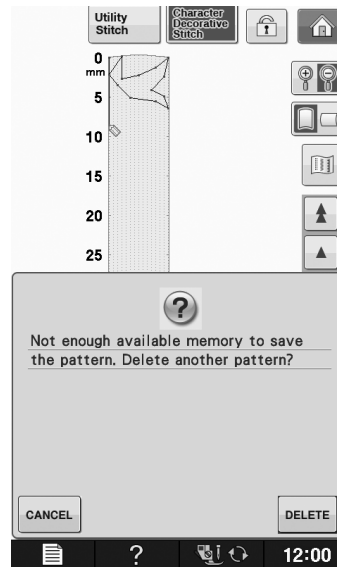 Utility
Stitch
Character
Decorative
Stitch
0
mm
5
10
15
20
25
?
Not enough available memory to save
the pattern. Delete another pattern?
CANCEL
DELETE
? 12:00